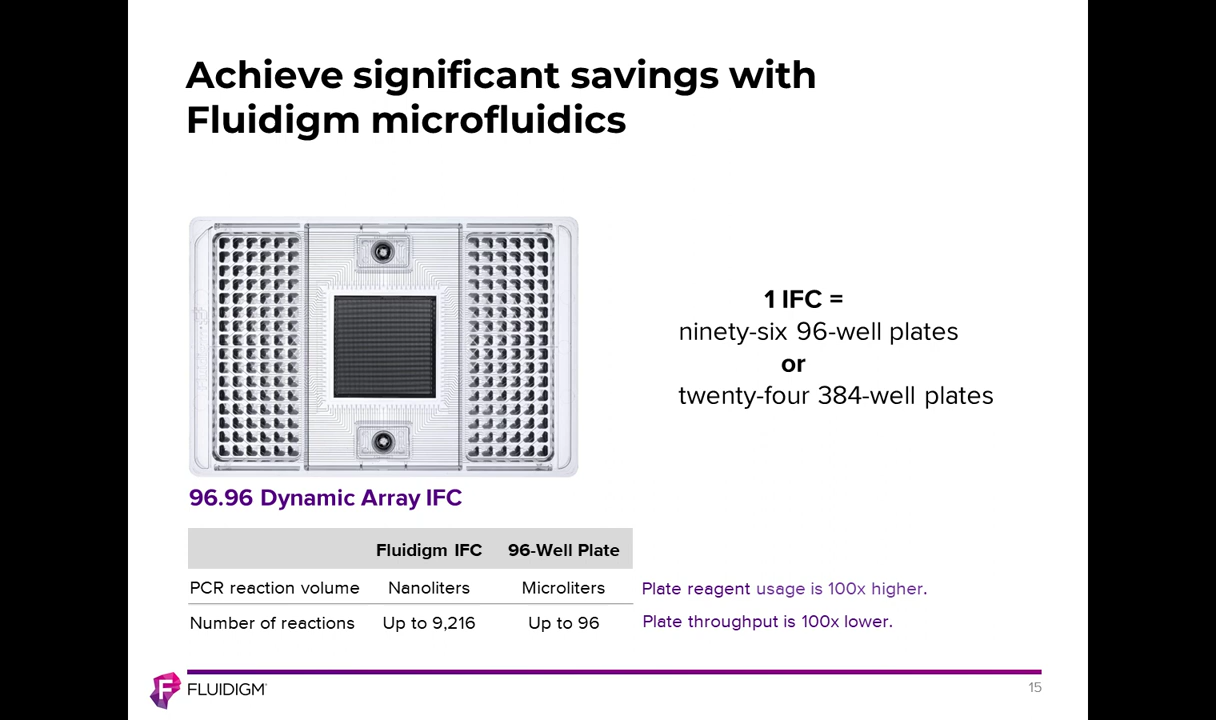 Achieve significant savings with
Fluidigm microfluidics
1 IFC =
ninety-six 96-well plates
or
twenty-four 384-well plates
96.96 Dynamic Array IFC
Fluidigm IFC 96-Well Plate
PCR reaction volume Nanoliters Microliters Plate reagent usage is 100x higher.
Number of reactions Up to 9,216 Up to 96 Plate throughput is 100x lower.
FLUIDIGM
15